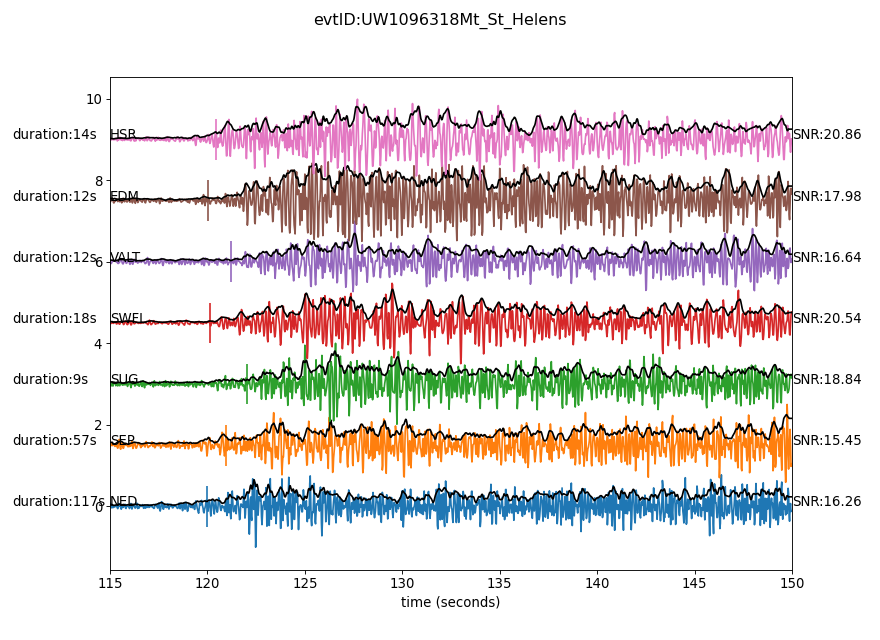 evtID:UW1096318Mt_St_Helens
10
duration:14s HSR SNR:20.86
8
duration:12s EDM SNR:17.98
duration:12s VALT SNR:16.64
6
duration:18s SWFL SNR:20.54
4
duration:9s SUG SNR:18.84
2
duration:57s SEP SNR:15.45
duration:117s NED SNR:16.26
0
115 120 125 130 135 140 145 150
time (seconds)